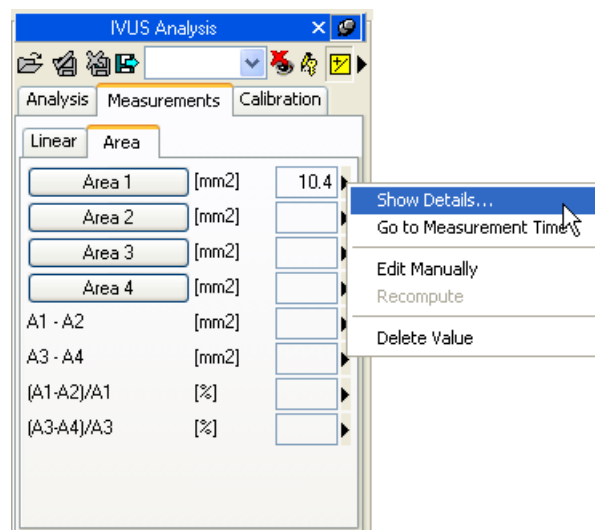 IVUS Analysis
Analysis Measurements Calibration
Linear Area
Area 1 [mm2] 10.4
Area 2 [mm2]
Area 3 [mm2]
Area 4 [mm2]
A1 - A2 [mm2]
A3 - A4 [mm2]
(A1-A2)/A1 [%]
(A3-A4)/A3 [%]
Show Details...
Go to Measurement Time
Edit Manually
Recompute
Delete Value